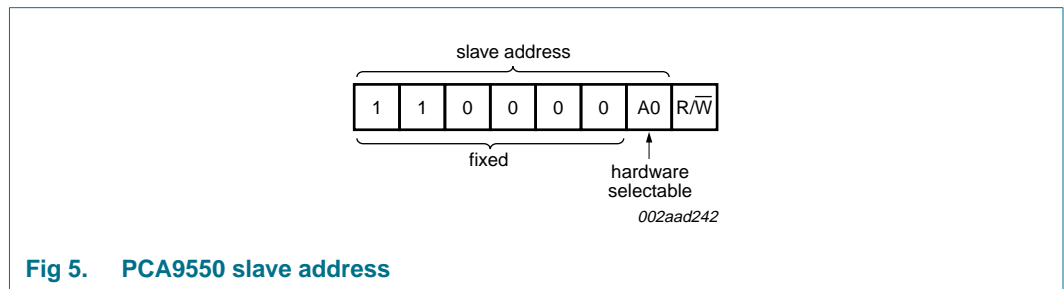 slave address
1 1 0 0 0 0 A0 R/W̅
fixed
hardware
selectable
002aad242
Fig 5. PCA9550 slave address